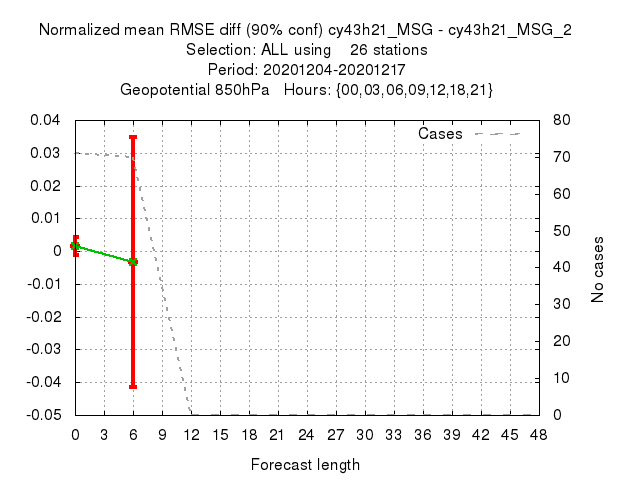 Normalized mean RMSE diff (90% conf) cy43h21_MSG - cy43h21_MSG_2
Selection: ALL using 26 stations
Period: 20201204-20201217
Geopotential 850hPa Hours: {00,03,06,09,12,18,21}
Cases
0.04
0.03
0.02
0.01
0
-0.01
-0.02
-0.03
-0.04
-0.05
80
70
60
50
40
30
20
10
0
No cases
0 3 6 9 12 15 18 21 24 27 30 33 36 39 42 45 48
Forecast length